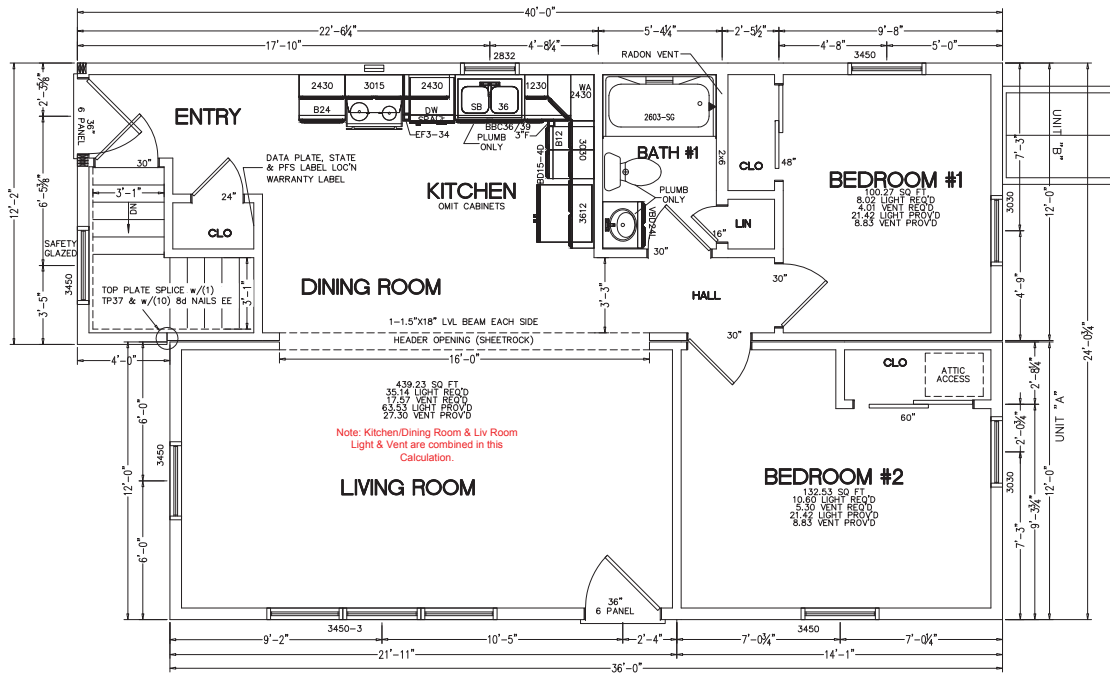 40'-0"
22'-6¼"
5'-4¼"
2'-5½"
9'-8"
17'-10"
4'-8¼"
4'-8"
5'-0"
2832
RADON VENT
3450
2'-3⅜"
6 PANEL
36"
ENTRY
2430
3015
2430
1230
WA
2430
B24
DW
SPACE
SB
36
EF3-34
BBC36/39
3"F
PLUMB
ONLY
B12
3030
BD15-4D
3612
2603-SG
BATH #1
2x6
CLO
48"
UNIT "B"
7'-3"
30"
DATA PLATE, STATE
& PFS LABEL LOC'N
WARRANTY LABEL
KITCHEN
OMIT CABINETS
PLUMB
ONLY
VBD24L
BEDROOM #1
100.27 SQ FT
8.02 LIGHT REQ'D
4.01 VENT REQ'D
21.42 LIGHT PROV'D
8.83 VENT PROV'D
3030
12'-2"
6'-5⅝"
3'-1"
DN
24"
CLO
16"
LIN
12'-0"
SAFETY
GLAZED
3450
3'-5"
TOP PLATE SPLICE w/(1)
TP37 & w/(10) 8d NAILS EE
3'-1"
DINING ROOM
30"
3'-3"
HALL
30"
4'-9"
1-1.5"X18" LVL BEAM EACH SIDE
HEADER OPENING (SHEETROCK)
30"
24'-0¾"
4'-0"
16'-0"
CLO
ATTIC
ACCESS
2'-8¼"
60"
439.23 SQ FT
35.14 LIGHT REQ'D
17.57 VENT REQ'D
63.53 LIGHT PROV'D
27.30 VENT PROV'D
Note: Kitchen/Dining Room & Liv Room
Light & Vent are combined in this
Calculation.
6'-0"
3450
12'-0"
6'-0"
LIVING ROOM
BEDROOM #2
132.53 SQ FT
10.60 LIGHT REQ'D
5.30 VENT REQ'D
21.42 LIGHT PROV'D
8.83 VENT PROV'D
2'-0¾"
3030
7'-3"
9'-3¾"
12'-0"
UNIT "A"
36"
6 PANEL
3450-3
3450
9'-2"
10'-5"
2'-4"
7'-0¾"
7'-0¼"
21'-11"
14'-1"
36'-0"